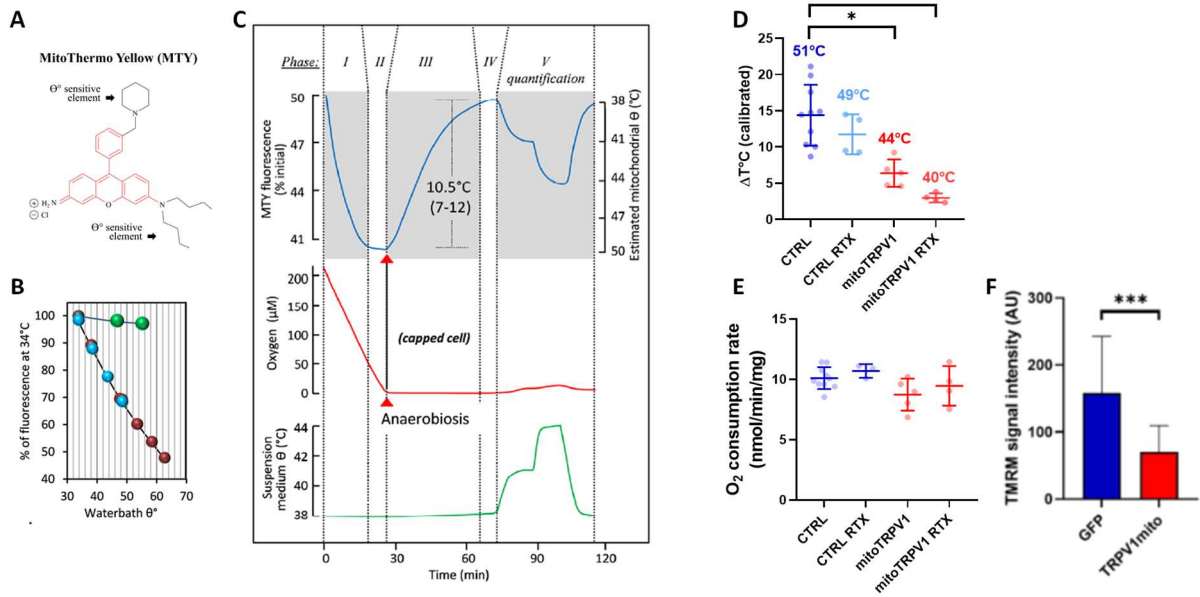 A
MitoThermo Yellow (MTY)
Ɵ° sensitive
element
N
H₂N
⊕
⊖ Cl
O
N
Ɵ° sensitive
element
B
% of fluorescence at 34°C
100
90
80
70
60
50
40
30 40 50 60 70
Waterbath θ°
C
Phase: I II III IV V
quantification
MTY fluorescence
(% initial)
50
47
44
41
10.5°C
(7-12)
38
41
44
47
50
Estimated mitochondrial Ɵ (°C)
Oxygen (µM)
200
150
100
50
0
(capped cell)
Anaerobiosis
Suspension
medium Ɵ (°C)
44
42
40
38
0 30 60 90 120
Time (min)
D
*
ΔT°C (calibrated)
25
20
15
10
5
0
51°C
49°C
44°C
40°C
CTRL
CTRL RTX
mitoTRPV1
mitoTRPV1 RTX
E
O₂ consumption rate
(nmol/min/mg)
15
10
5
0
CTRL
CTRL RTX
mitoTRPV1
mitoTRPV1 RTX
F
***
TMRM signal intensity (AU)
300
200
100
0
GFP
TRPV1mito